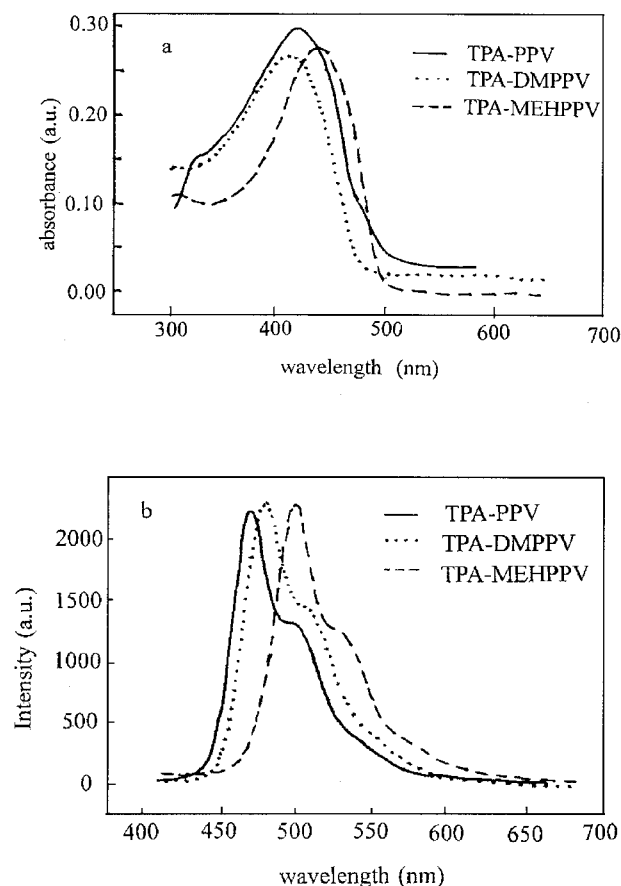 a
TPA-PPV
TPA-DMPPV
TPA-MEHPPV
absorbance (a.u.)
0.30
0.20
0.10
0.00
300 400 500 600 700
wavelength (nm)
b
TPA-PPV
TPA-DMPPV
TPA-MEHPPV
Intensity (a.u.)
2000
1500
1000
500
0
400 450 500 550 600 650 700
wavelength (nm)